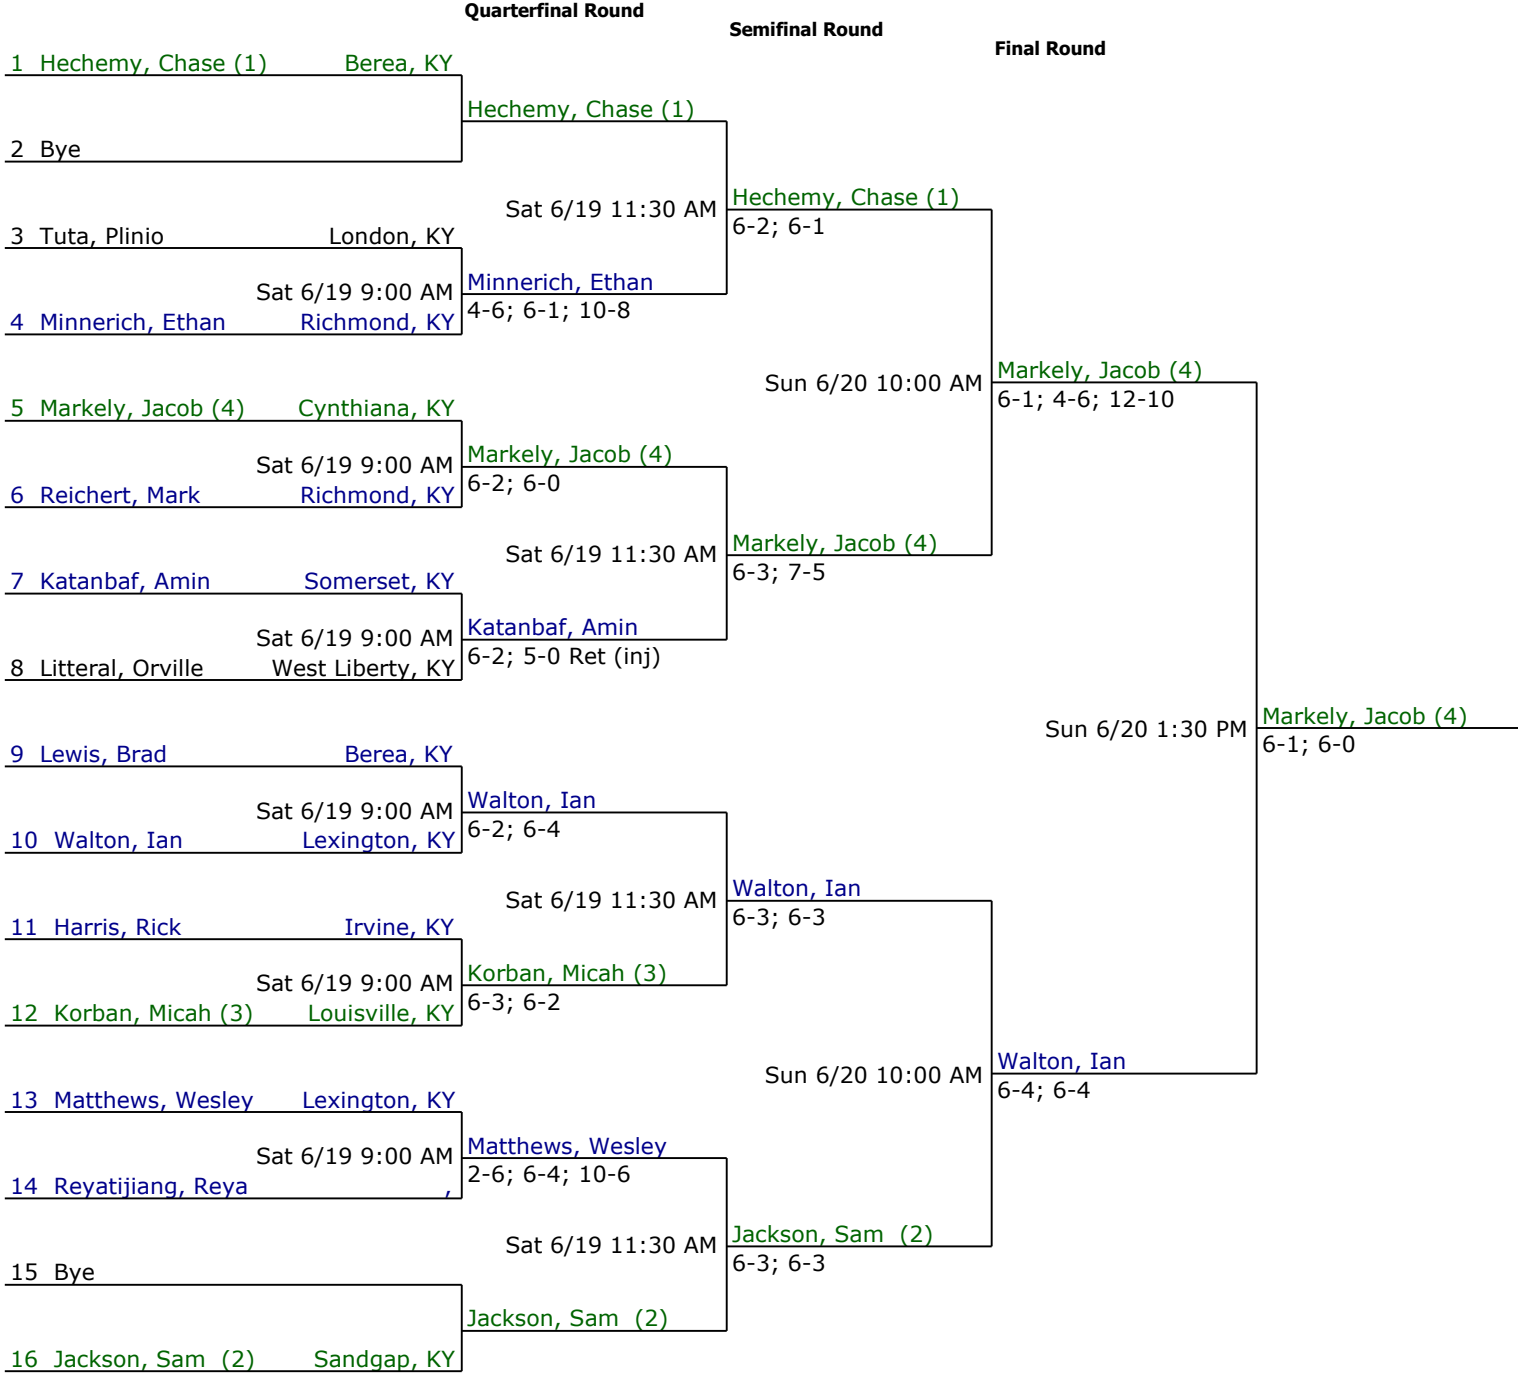 Quarterfinal Round
Semifinal Round
Final Round
1 Hechemy, Chase (1) Berea, KY
Hechemy, Chase (1)
2 Bye
Sat 6/19 11:30 AM Hechemy, Chase (1)
6-2; 6-1
3 Tuta, Plinio London, KY
Sat 6/19 9:00 AM Minnerich, Ethan
4-6; 6-1; 10-8
4 Minnerich, Ethan Richmond, KY
Sun 6/20 10:00 AM Markely, Jacob (4)
6-1; 4-6; 12-10
5 Markely, Jacob (4) Cynthiana, KY
Sat 6/19 9:00 AM Markely, Jacob (4)
6-2; 6-0
6 Reichert, Mark Richmond, KY
Sat 6/19 11:30 AM Markely, Jacob (4)
6-3; 7-5
7 Katanbaf, Amin Somerset, KY
Sat 6/19 9:00 AM Katanbaf, Amin
6-2; 5-0 Ret (inj)
8 Litteral, Orville West Liberty, KY
Sun 6/20 1:30 PM Markely, Jacob (4)
6-1; 6-0
9 Lewis, Brad Berea, KY
Sat 6/19 9:00 AM Walton, Ian
6-2; 6-4
10 Walton, Ian Lexington, KY
Sat 6/19 11:30 AM Walton, Ian
6-3; 6-3
11 Harris, Rick Irvine, KY
Sat 6/19 9:00 AM Korban, Micah (3)
6-3; 6-2
12 Korban, Micah (3) Louisville, KY
Sun 6/20 10:00 AM Walton, Ian
6-4; 6-4
13 Matthews, Wesley Lexington, KY
Sat 6/19 9:00 AM Matthews, Wesley
2-6; 6-4; 10-6
14 Reyatijiang, Reya ,
Sat 6/19 11:30 AM Jackson, Sam (2)
6-3; 6-3
15 Bye
Jackson, Sam (2)
16 Jackson, Sam (2) Sandgap, KY